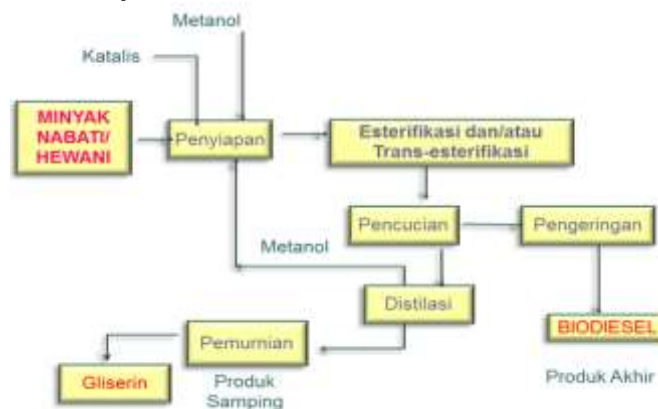 Metanol
Katalis
MINYAK
NABATI/
HEWANI
Penyiapan
Esterifikasi dan/atau
Trans-esterifikasi
Pencucian
Pengeringan
Metanol
Distilasi
BIODIESEL
Pemurnian
Produk Akhir
Gliserin
Produk
Samping